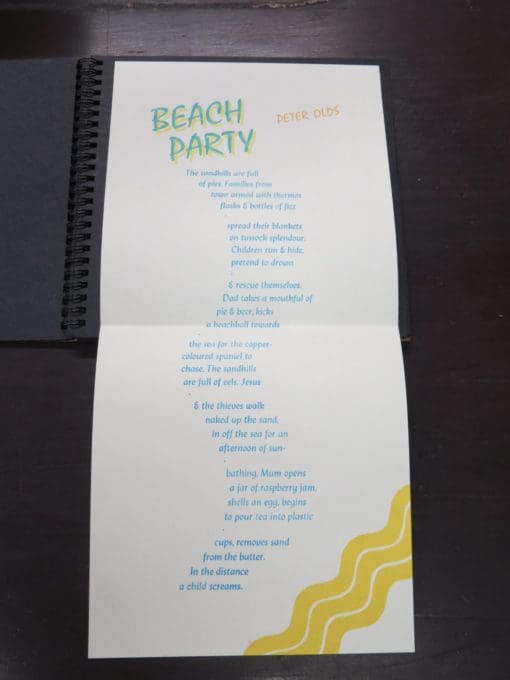 BEACH
PARTY
PETER OLDS
The sandhills are full
of pies. Families from
town armed with thermos
flasks & bottles of fizz
.
spread their blankets
on tussock splendour.
Children run & hide,
pretend to drown
.
& rescue themselves.
Dad takes a mouthful of
pie & beer, kicks
a beachball towards
.
the sea for the copper-
coloured spaniel to
chase. The sandhills
are full of eels. Jesus
.
& the thieves walk
naked up the sand,
in off the sea for an
afternoon of sun-
.
bathing. Mum opens
a jar of raspberry jam,
shells an egg, begins
to pour tea into plastic
.
cups, removes sand
from the butter.
In the distance
a child screams.